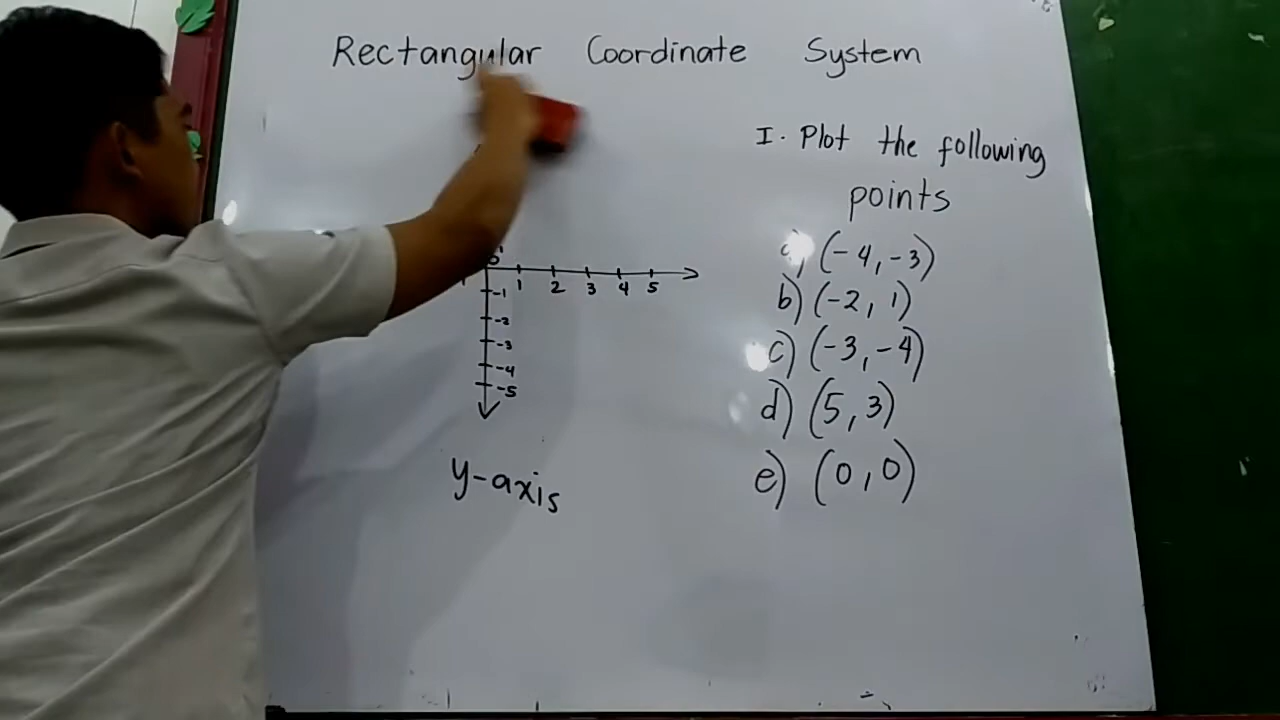 Rectangular Coordinate System
I. Plot the following
points
a) (-4,-3)
b) (-2, 1)
c) (-3,-4)
d) (5,3)
e) (0,0)
0
1 2 3 4 5
-1
-2
-3
-4
-5
y-axis